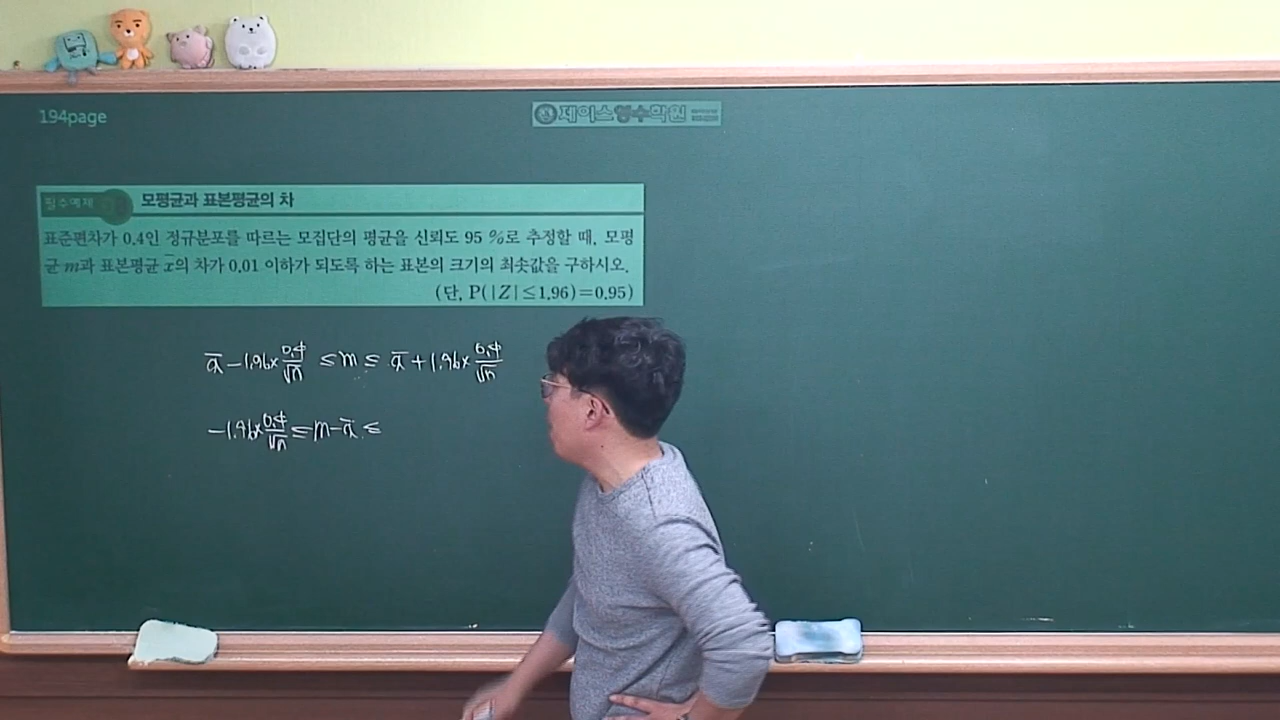 194page
제이스영수학원
필수예제
모평균과 표본평균의 차
표준편차가 0.4인 정규분포를 따르는 모집단의 평균을 신뢰도 95 %로 추정할 때, 모평
균 m과 표본평균 x̄의 차가 0.01 이하가 되도록 하는 표본의 크기의 최솟값을 구하시오.
(단, P(|Z|≤1.96)=0.95)
x̄-1.96×0.4/√n ≤m≤ x̄+1.96×0.4/√n
-1.96×0.4/√n ≤m-x̄≤